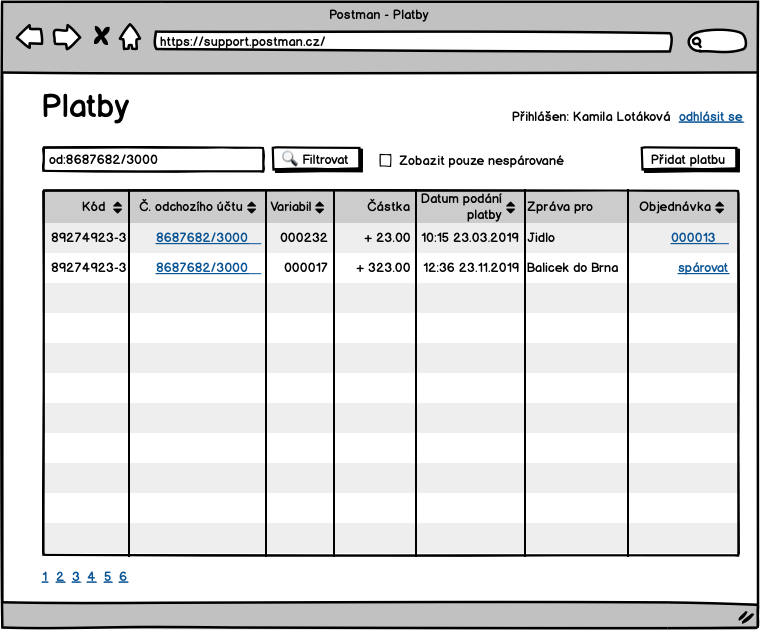 Postman - Platby
https://support.postman.cz/
Platby
Přihlášen: Kamila Lotáková odhlásit se
od:8687682/3000 Filtrovat Zobazit pouze nespárované Přidat platbu
Kód Č. odchozího účtu Variabil Částka Datum podání platby Zpráva pro Objednávka
89274923-3 8687682/3000 000232 + 23.00 10:15 23.03.2019 Jidlo 000013
89274923-3 8687682/3000 000017 + 323.00 12:36 23.11.2019 Balicek do Brna spárovat
1 2 3 4 5 6